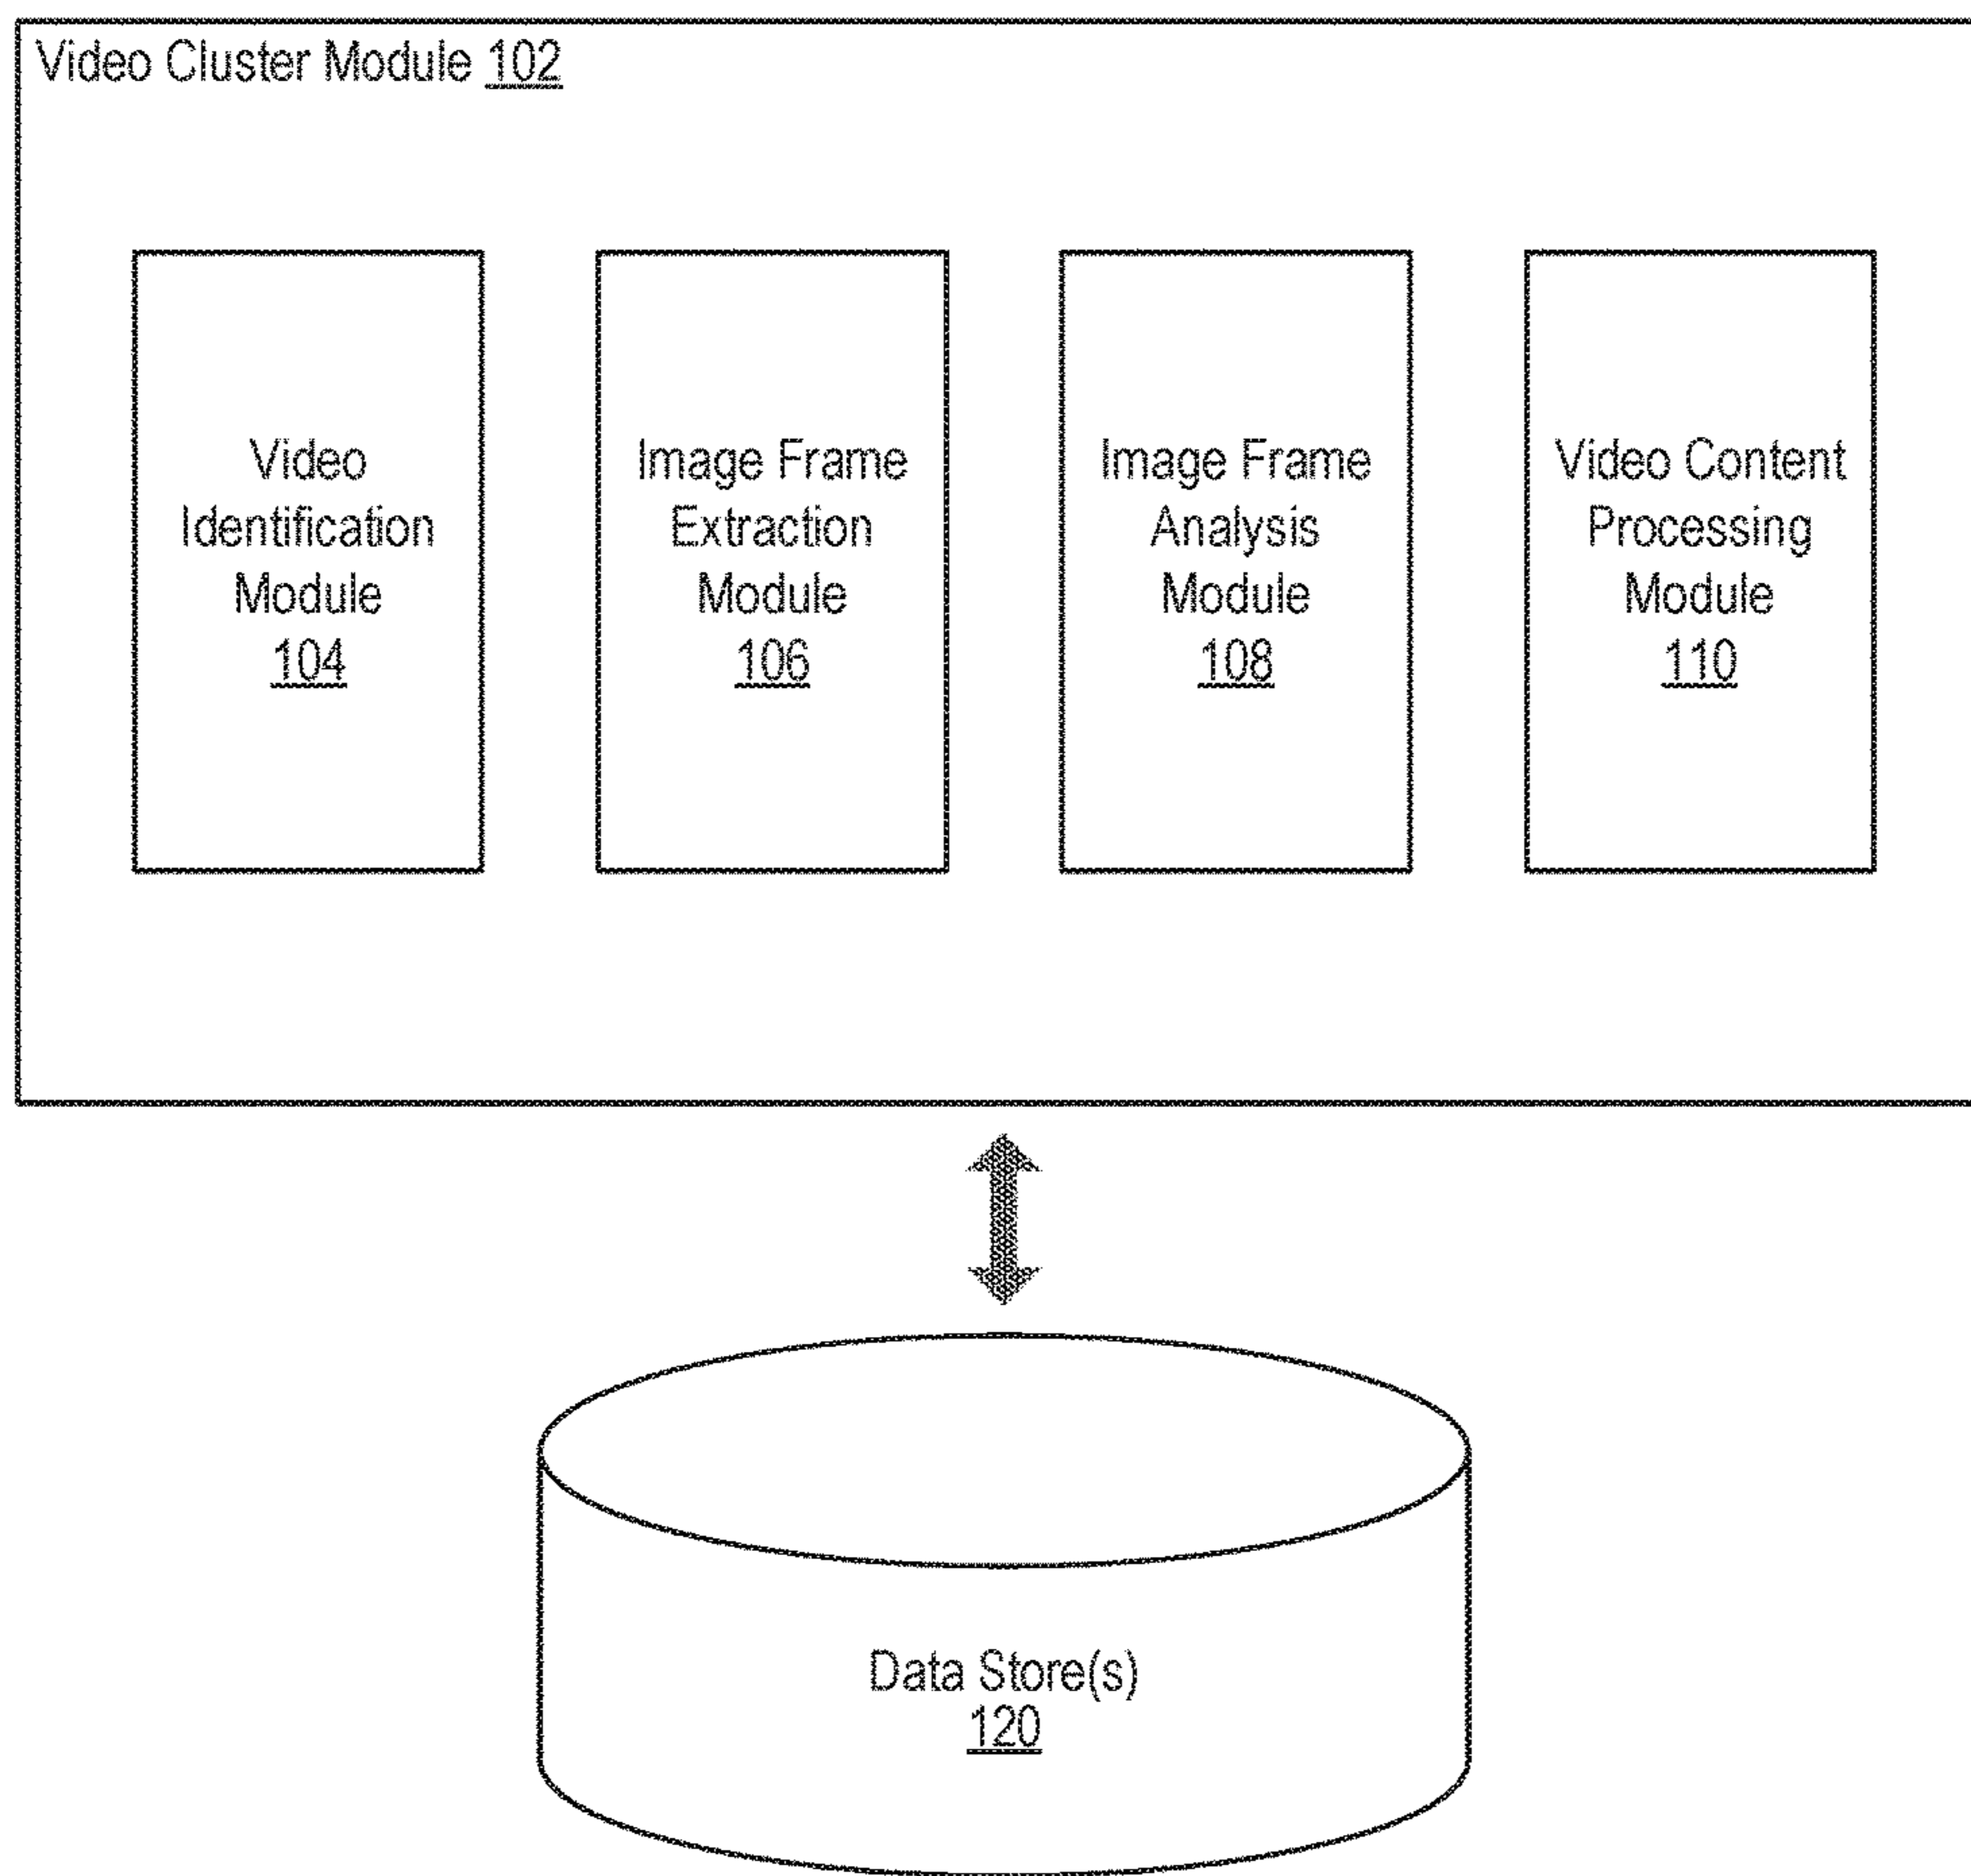 Video Cluster Module 102
Video
Identification
Module
104
Image Frame
Extraction
Module
106
Image Frame
Analysis
Module
108
Video Content
Processing
Module
110
Data Store(s)
120